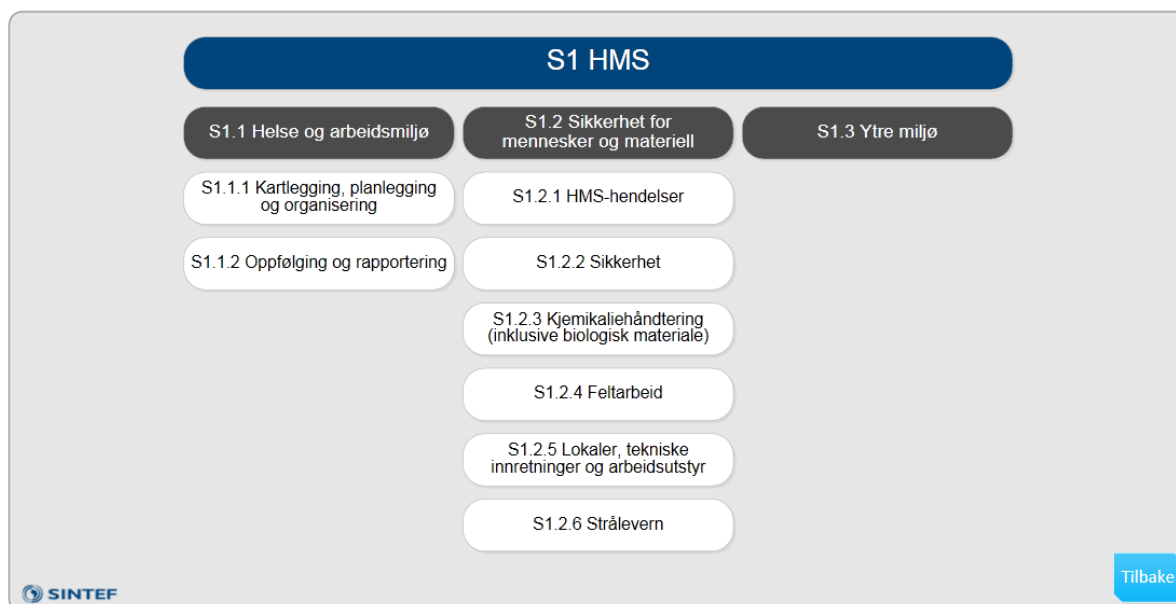 S1 HMS
S1.1 Helse og arbeidsmiljø
S1.2 Sikkerhet for
mennesker og materiell
S1.3 Ytre miljø
S1.1.1 Kartlegging, planlegging
og organisering
S1.2.1 HMS-hendelser
S1.1.2 Oppfølging og rapportering
S1.2.2 Sikkerhet
S1.2.3 Kjemikaliehåndtering
(inklusive biologisk materiale)
S1.2.4 Feltarbeid
S1.2.5 Lokaler, tekniske
innretninger og arbeidsutstyr
S1.2.6 Strålevern
Tilbake
SINTEF